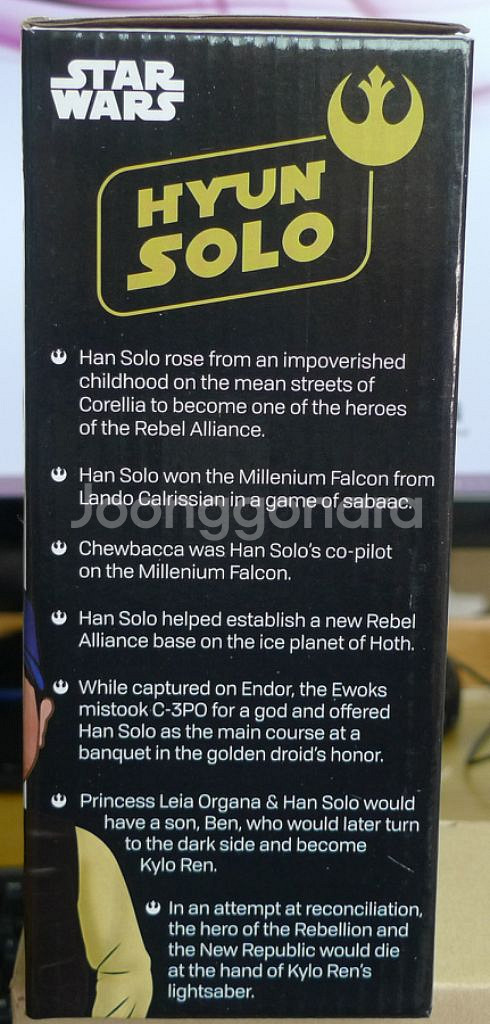 STAR
WARS
HYUN
SOLO
Han Solo rose from an impoverished
childhood on the mean streets of
Corellia to become one of the heroes
of the Rebel Alliance.
Han Solo won the Millenium Falcon from
Lando Calrissian in a game of sabaac.
Joonggonara
Chewbacca was Han Solo's co-pilot
on the Millenium Falcon.
Han Solo helped establish a new Rebel
Alliance base on the ice planet of Hoth.
While captured on Endor, the Ewoks
mistook C-3PO for a god and offered
Han Solo as the main course at a
banquet in the golden droid's honor.
Princess Leia Organa & Han Solo would
have a son, Ben, who would later turn
to the dark side and become
Kylo Ren.
In an attempt at reconciliation,
the hero of the Rebellion and
the New Republic would die
at the hand of Kylo Ren's
lightsaber.